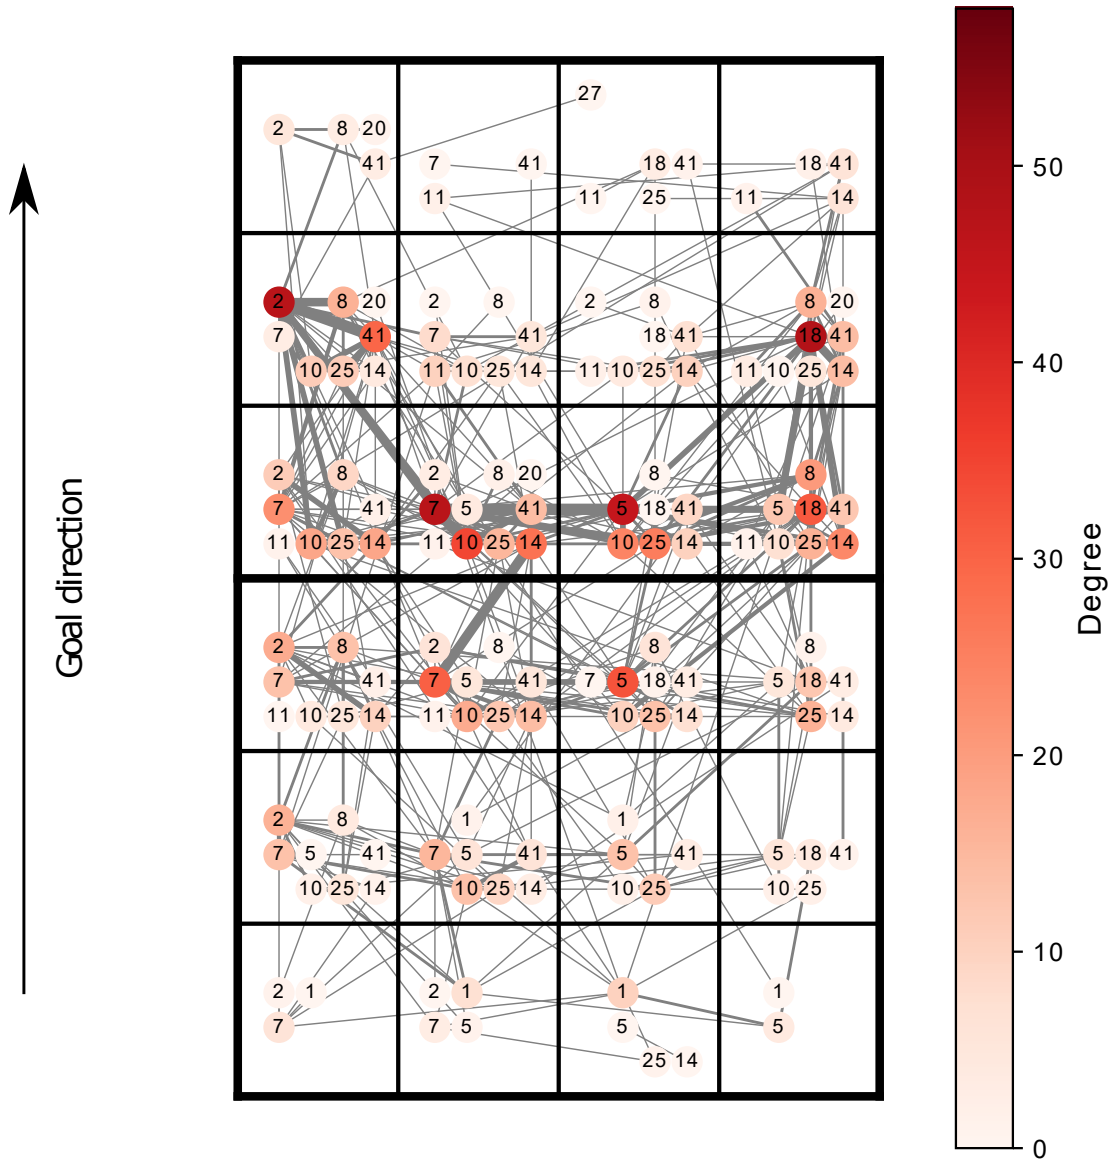 27
2 8 20
41 7 41 18 41 18 41
11 11 25 11 14
50
2 8 20 2 8 2 8 8 20
7 41 7 41 18 41 18 41
10 25 14 11 10 25 14 11 10 25 14 11 10 25 14
40
2 8 2 8 20 8 8
7 41 7 5 41 5 18 41 5 18 41
11 10 25 14 11 10 25 14 10 25 14 11 10 25 14
30
Goal direction
Degree
2 8 2 8 8 8
7 41 7 5 41 7 5 18 41 5 18 41
11 10 25 14 11 10 25 14 10 25 14 25 14
20
2 8 1 1
7 5 41 7 5 41 5 41 5 18 41
10 25 14 10 25 14 10 25 10 25
10
2 1 2 1 1 1
7 7 5 5 5
25 14
0